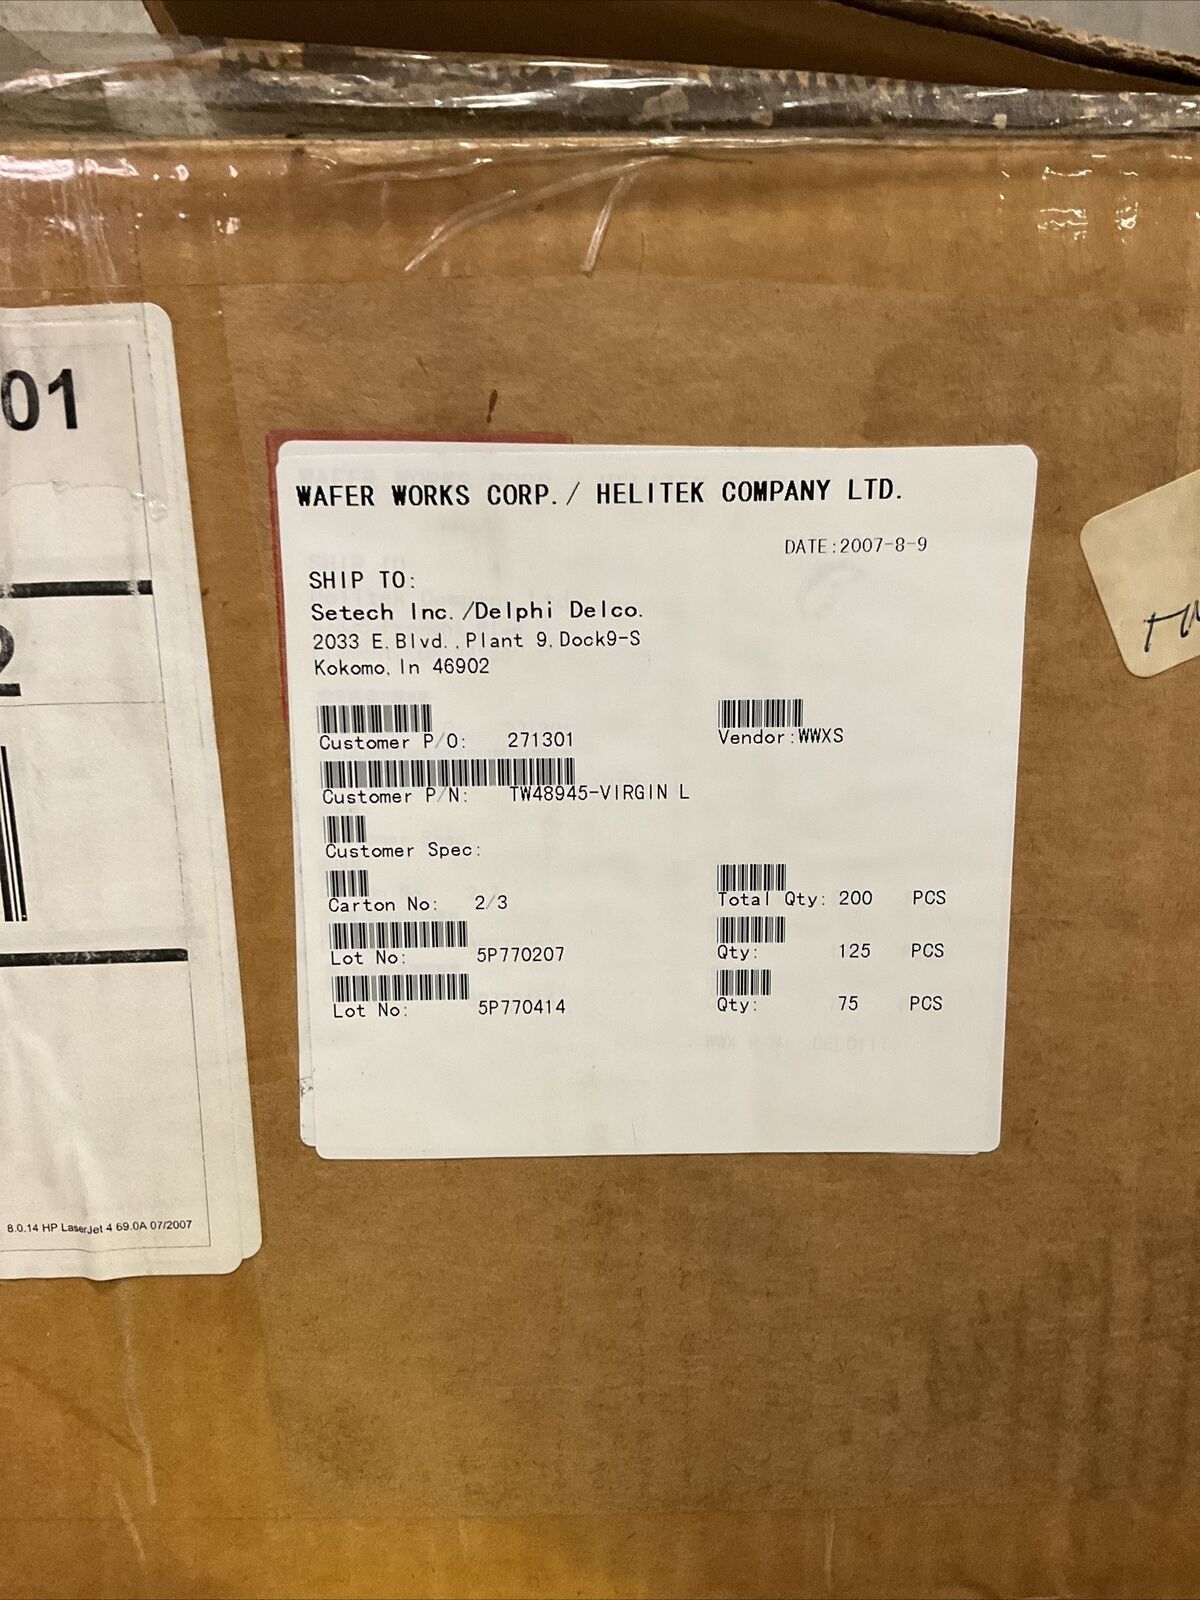 01
2
8.0.14 HP LaserJet 4 69.0A 07/2007
WAFER WORKS CORP./ HELITEK COMPANY LTD.
DATE:2007-8-9
SHIP TO:
Setech Inc./Delphi Delco.
2033 E.Blvd.,Plant 9,Dock9-S
Kokomo,In 46902
Customer P/O: 271301
Vendor:WWXS
Customer P/N: TW48945-VIRGIN L
Customer Spec:
Carton No: 2/3
Total Qty: 200 PCS
Lot No: 5P770207
Qty: 125 PCS
Lot No: 5P770414
Qty: 75 PCS